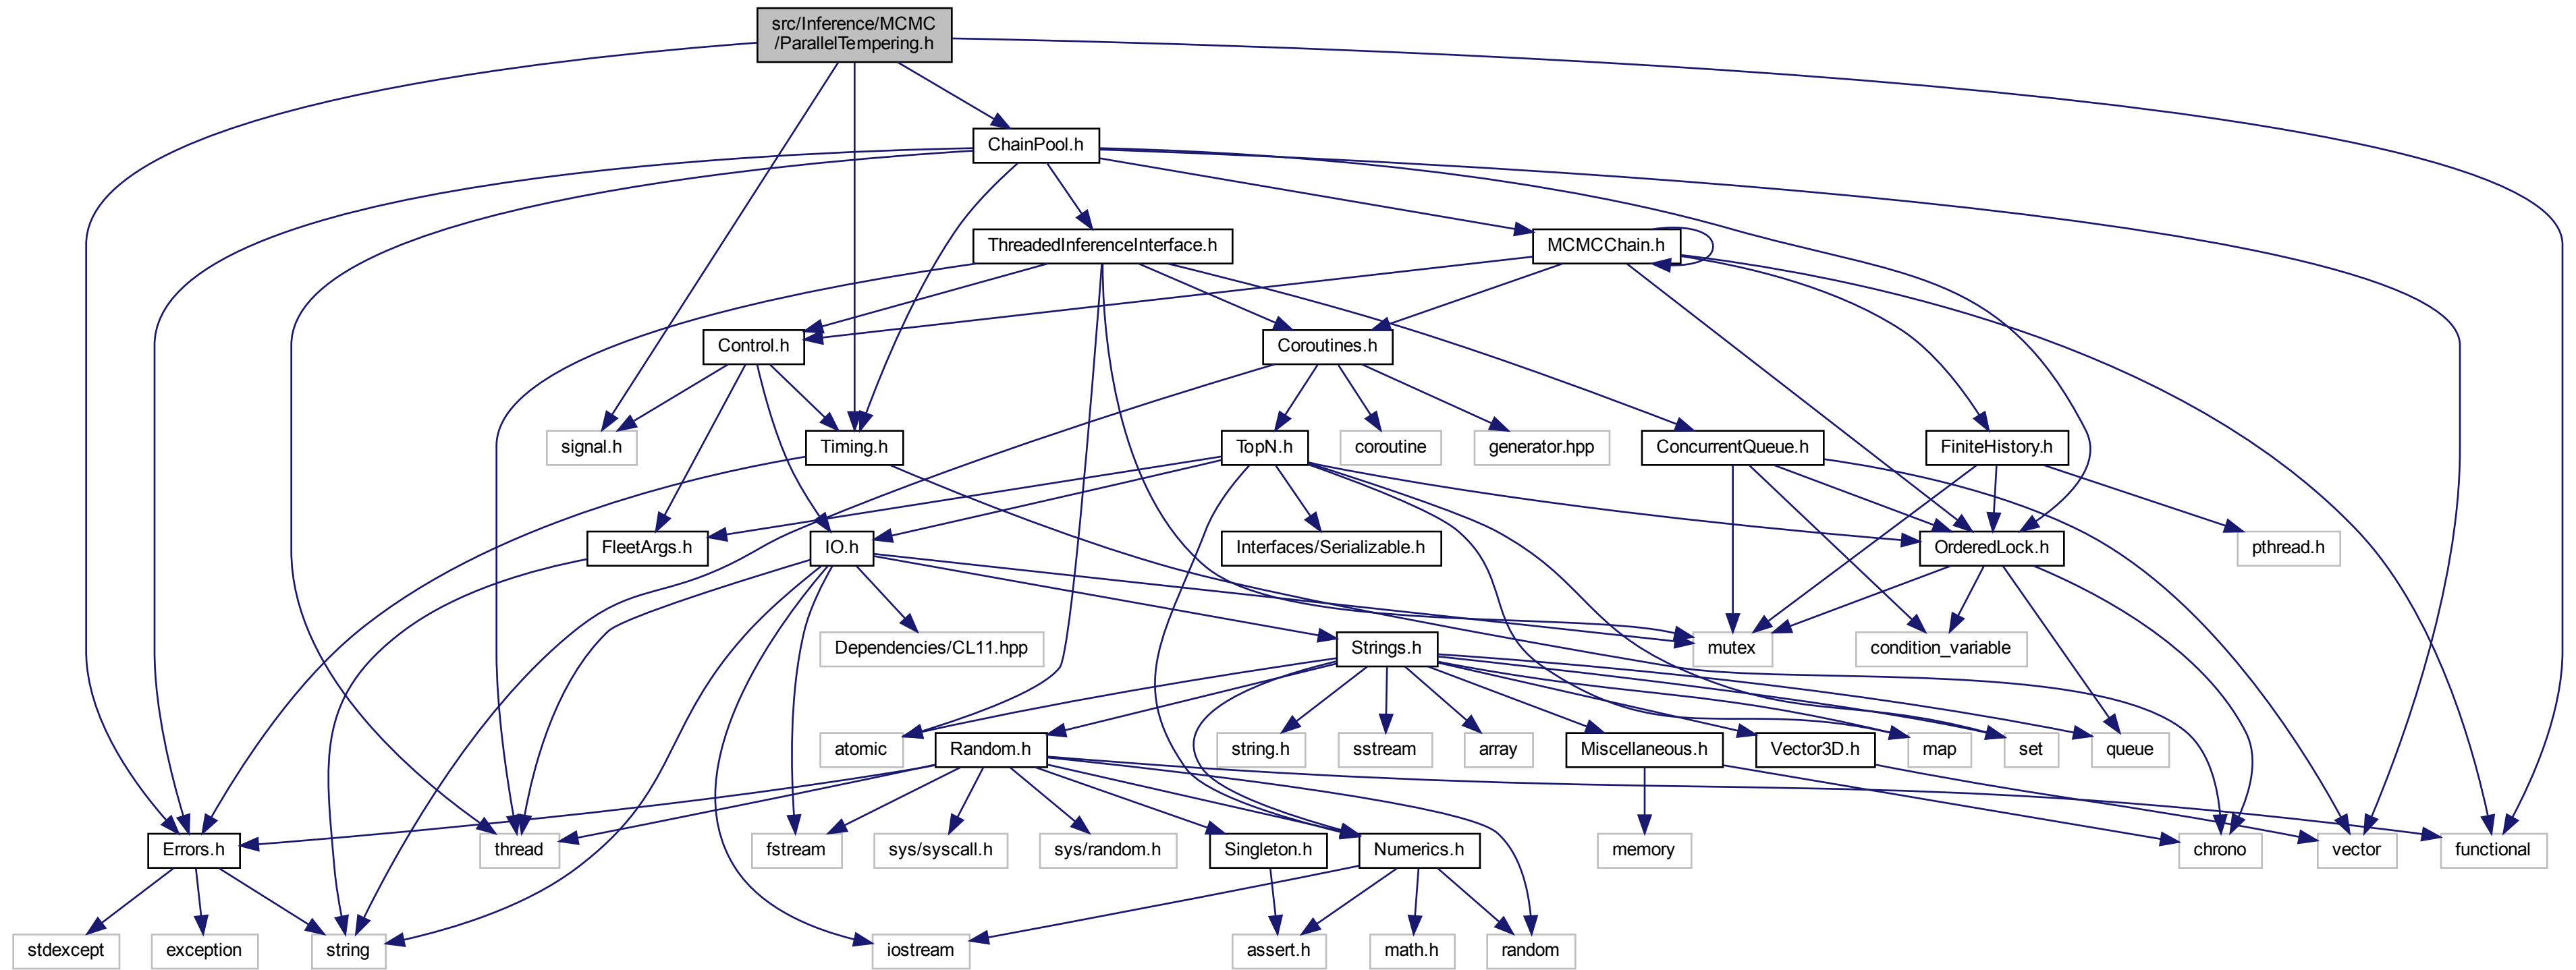 src/Inference/MCMC
/ParallelTempering.h
ChainPool.h
ThreadedInferenceInterface.h
MCMCChain.h
Control.h
Coroutines.h
signal.h
Timing.h
TopN.h
coroutine
generator.hpp
ConcurrentQueue.h
FiniteHistory.h
FleetArgs.h
IO.h
Interfaces/Serializable.h
OrderedLock.h
pthread.h
Dependencies/CL11.hpp
Strings.h
mutex
condition_variable
atomic
Random.h
string.h
sstream
array
Miscellaneous.h
Vector3D.h
map
set
queue
Errors.h
thread
fstream
sys/syscall.h
sys/random.h
Singleton.h
Numerics.h
memory
chrono
vector
functional
stdexcept
exception
string
iostream
assert.h
math.h
random